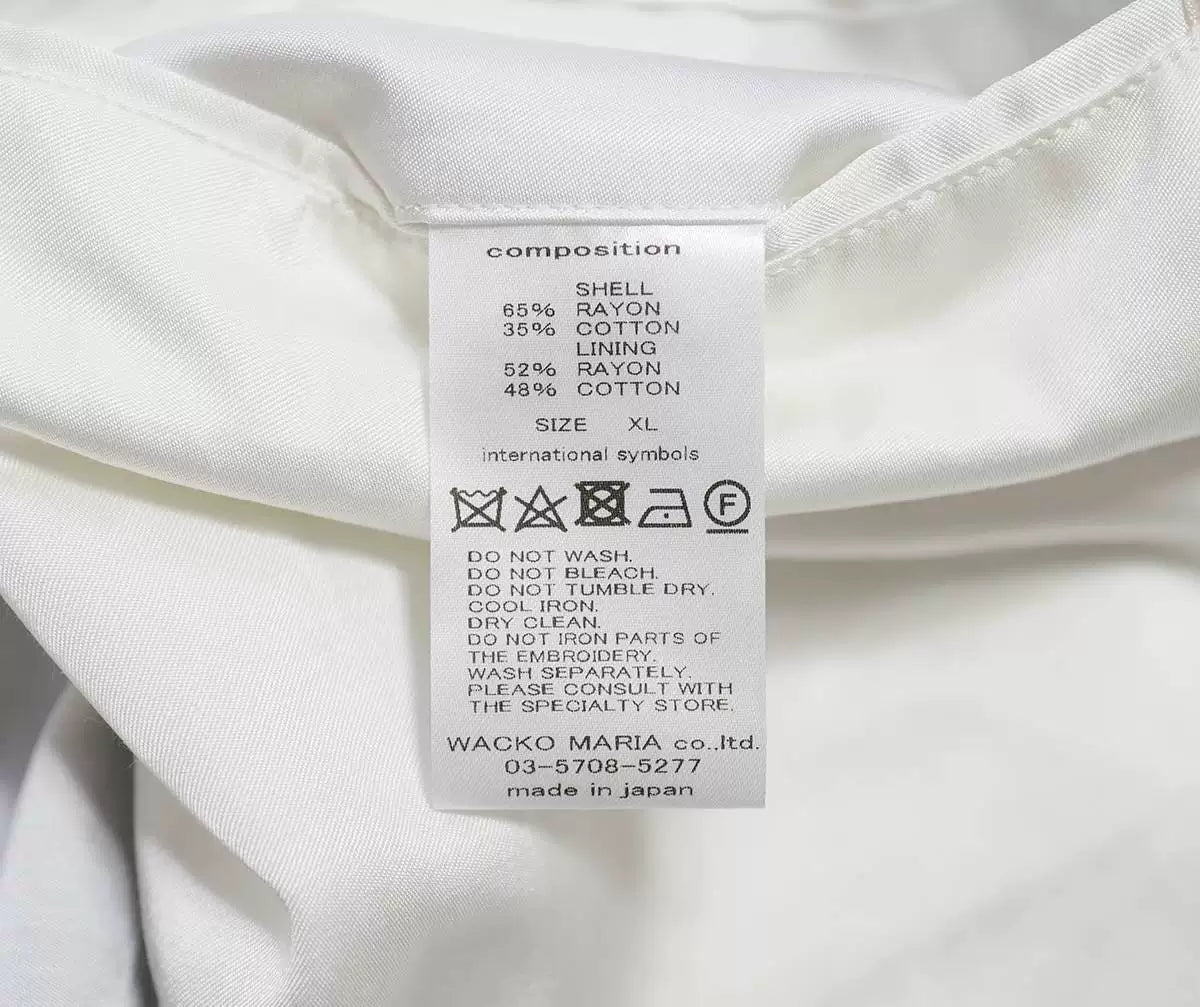 composition
SHELL
65% RAYON
35% COTTON
LINING
52% RAYON
48% COTTON
SIZE XL
international symbols
F
DO NOT WASH.
DO NOT BLEACH.
DO NOT TUMBLE DRY.
COOL IRON.
DRY CLEAN.
DO NOT IRON PARTS OF
THE EMBROIDERY.
WASH SEPARATELY.
PLEASE CONSULT WITH
THE SPECIALTY STORE.
WACKO MARIA co.,ltd.
03-5708-5277
made in japan